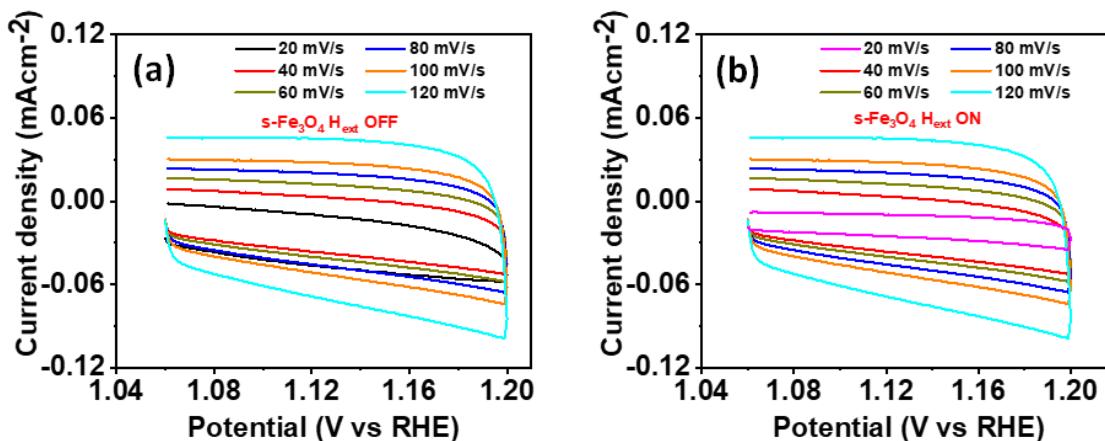 (a)
20 mV/s 80 mV/s
40 mV/s 100 mV/s
60 mV/s 120 mV/s
s-Fe₃O₄ Hₑₓₜ OFF
Current density (mAcm⁻²)
0.12
0.06
0.00
-0.06
-0.12
1.04 1.08 1.12 1.16 1.20
Potential (V vs RHE)
(b)
20 mV/s 80 mV/s
40 mV/s 100 mV/s
60 mV/s 120 mV/s
s-Fe₃O₄ Hₑₓₜ ON
Current density (mAcm⁻²)
0.12
0.06
0.00
-0.06
-0.12
1.04 1.08 1.12 1.16 1.20
Potential (V vs RHE)